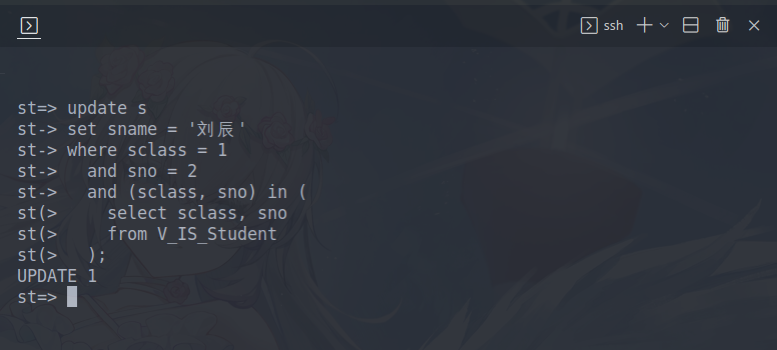 ssh
st=> update s
st-> set sname = '刘辰'
st-> where sclass = 1
st->   and sno = 2
st->   and (sclass, sno) in (
st(>     select sclass, sno
st(>     from V_IS_Student
st(>   );
UPDATE 1
st=>